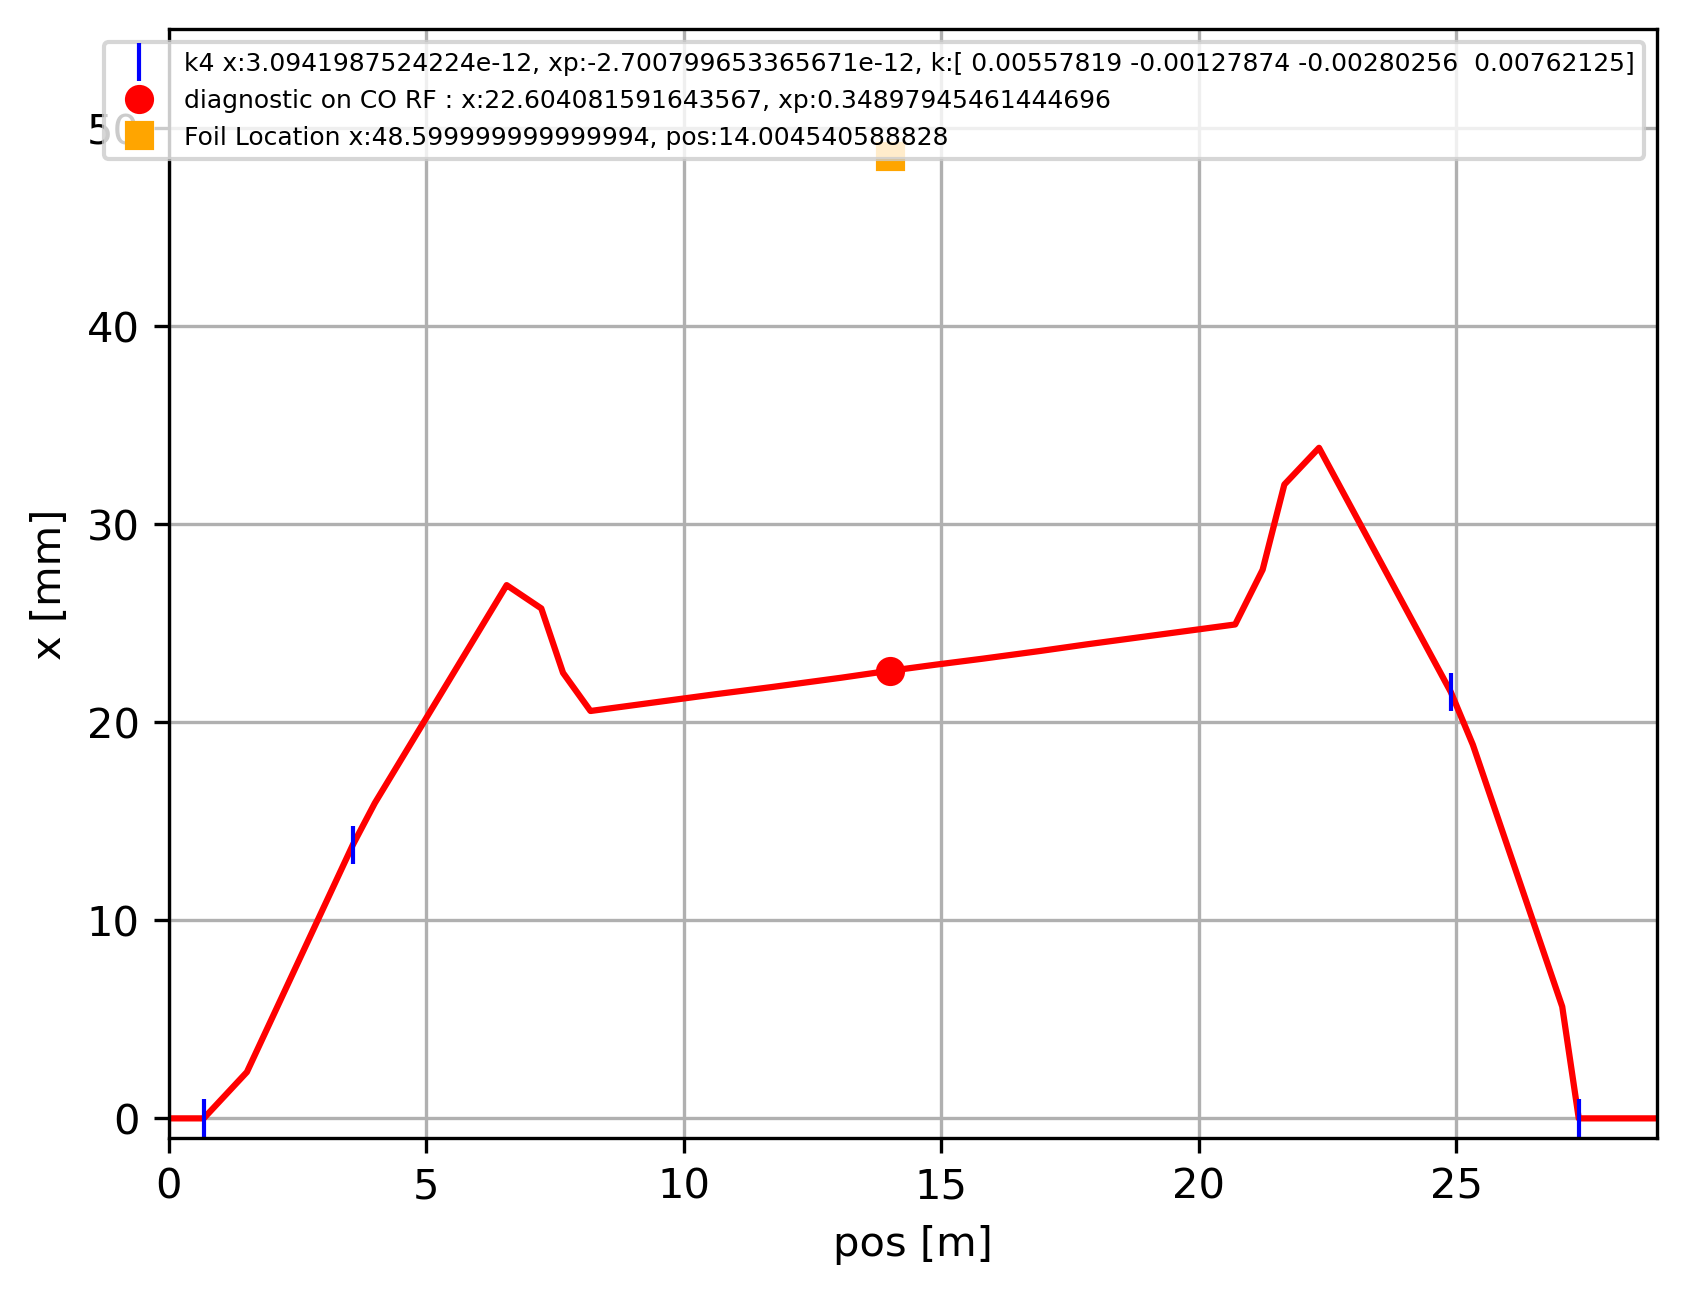 k4 x:3.0941987524224e-12, xp:-2.700799653365671e-12, k:[ 0.00557819 -0.00127874 -0.00280256  0.00762125]
diagnostic on CO RF : x:22.604081591643567, xp:0.34897945461444696
Foil Location x:48.599999999999994, pos:14.004540588828
50
40
30
20
10
0
x [mm]
0 5 10 15 20 25
pos [m]